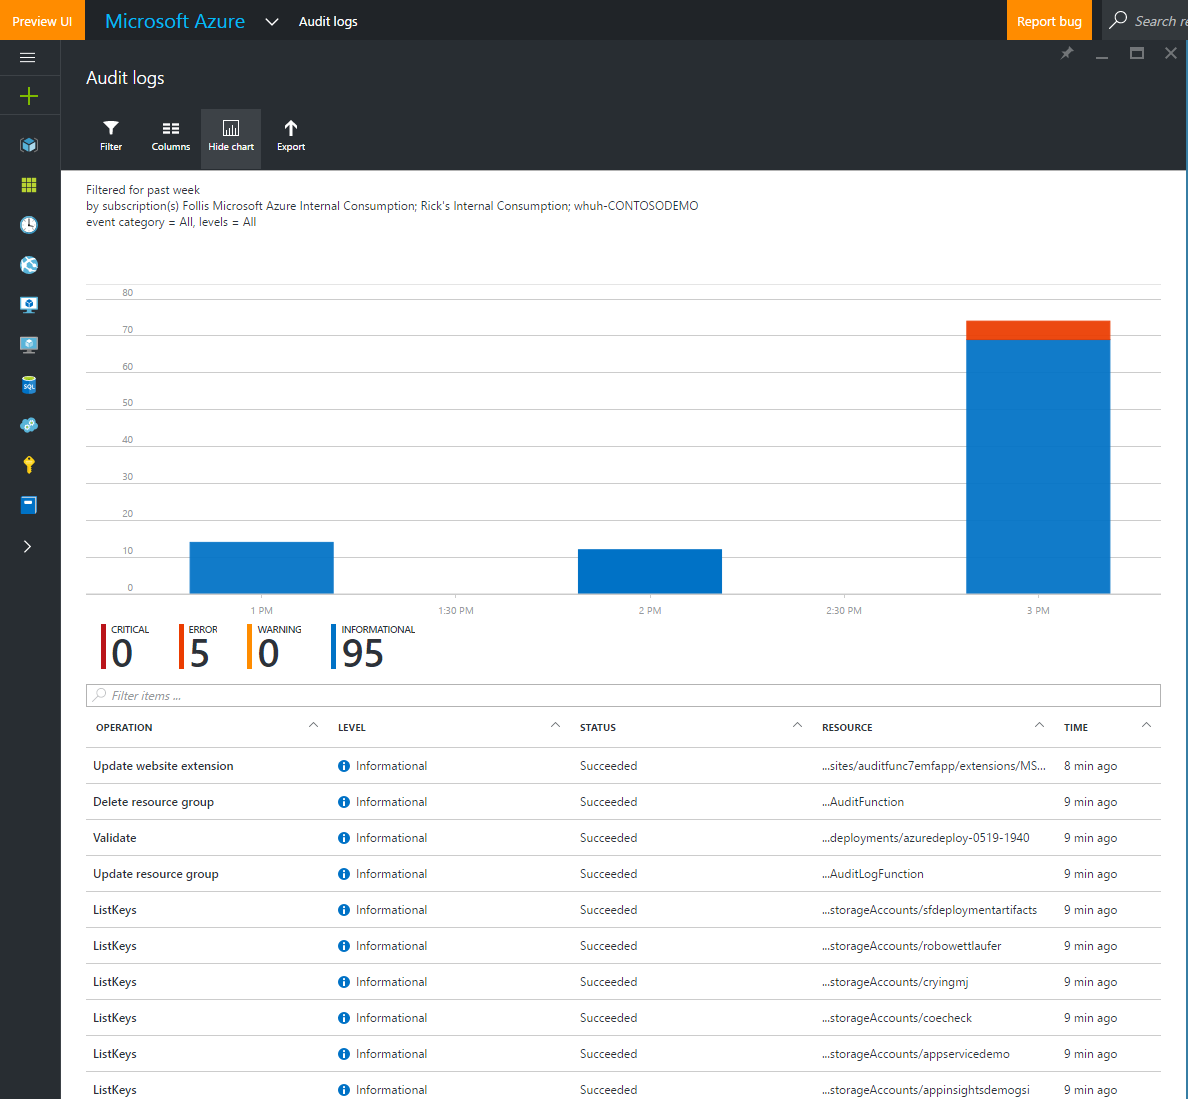 Preview UI
Microsoft Azure
Audit logs
Report bug
Search re
Audit logs
Filter
Columns
Hide chart
Export
Filtered for past week
by subscription(s) Follis Microsoft Azure Internal Consumption; Rick's Internal Consumption; whuh-CONTOSODEMO
event category = All, levels = All
80
70
60
50
40
30
20
10
0
1 PM 1:30 PM 2 PM 2:30 PM 3 PM
CRITICAL ERROR WARNING INFORMATIONAL
0 5 0 95
Filter items ...
OPERATION LEVEL STATUS RESOURCE TIME
Update website extension Informational Succeeded ...sites/auditfunc7emfapp/extensions/MS... 8 min ago
Delete resource group Informational Succeeded ...AuditFunction 9 min ago
Validate Informational Succeeded ...deployments/azuredeploy-0519-1940 9 min ago
Update resource group Informational Succeeded ...AuditLogFunction 9 min ago
ListKeys Informational Succeeded ...storageAccounts/sfdeploymentartifacts 9 min ago
ListKeys Informational Succeeded ...storageAccounts/robowettlaufer 9 min ago
ListKeys Informational Succeeded ...storageAccounts/cryingmj 9 min ago
ListKeys Informational Succeeded ...storageAccounts/coecheck 9 min ago
ListKeys Informational Succeeded ...storageAccounts/appservicedemo 9 min ago
ListKeys Informational Succeeded ...storageAccounts/appinsightsdemogsi 9 min ago